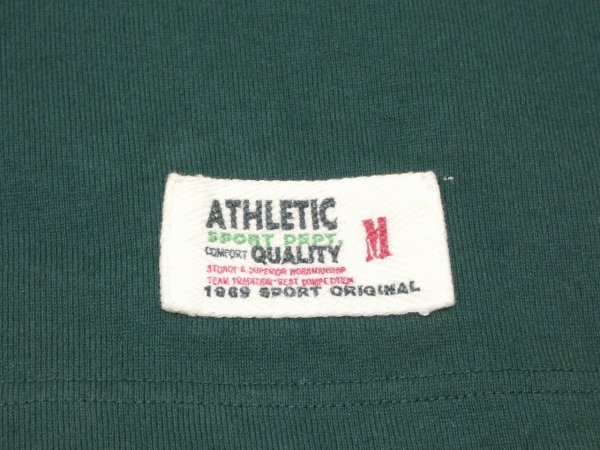 ATHLETIC
SPORT DEPT.
COMFORT QUALITY
M
STURDY & SUPERIOR WORKMANSHIP
TEAM TRADITION-BEAT COMPETITION
1969 SPORT ORIGINAL